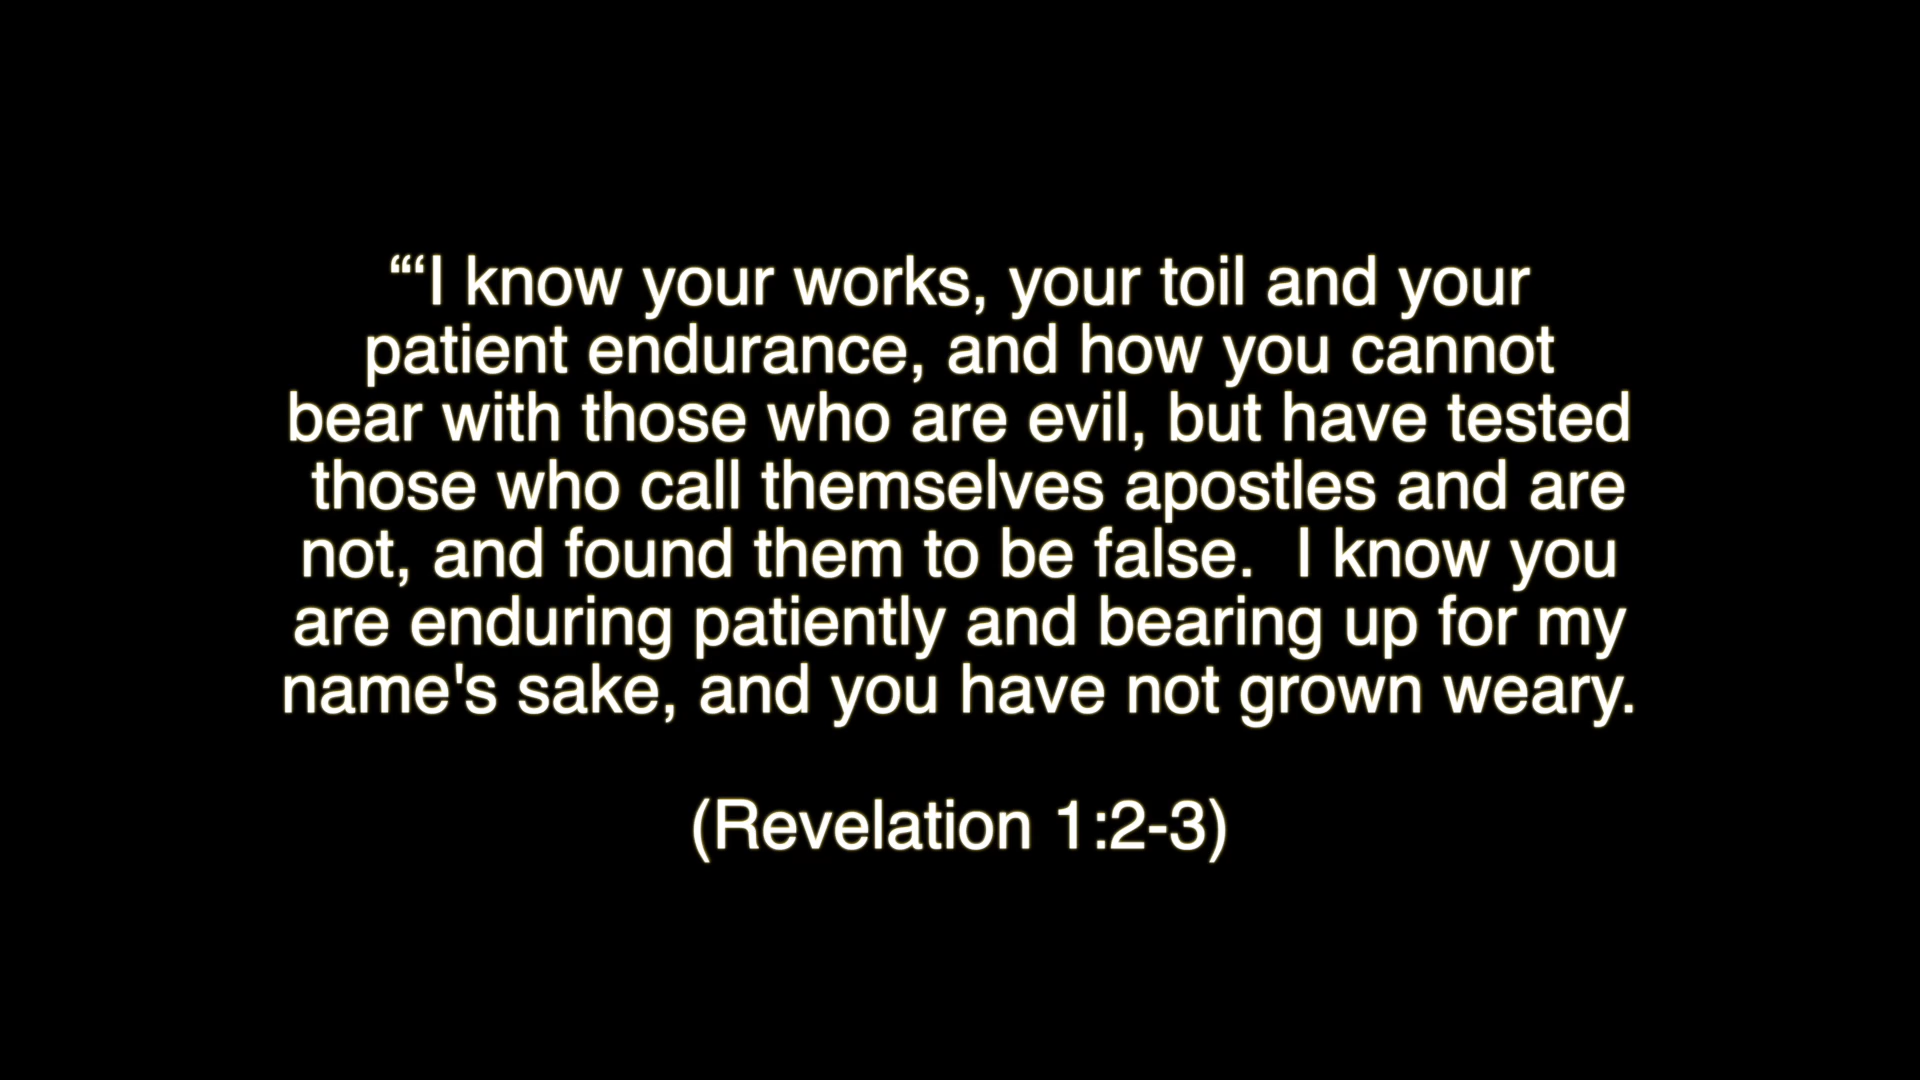 “‘I know your works, your toil and your
patient endurance, and how you cannot
bear with those who are evil, but have tested
those who call themselves apostles and are
not, and found them to be false.  I know you
are enduring patiently and bearing up for my
name's sake, and you have not grown weary.
(Revelation 1:2-3)